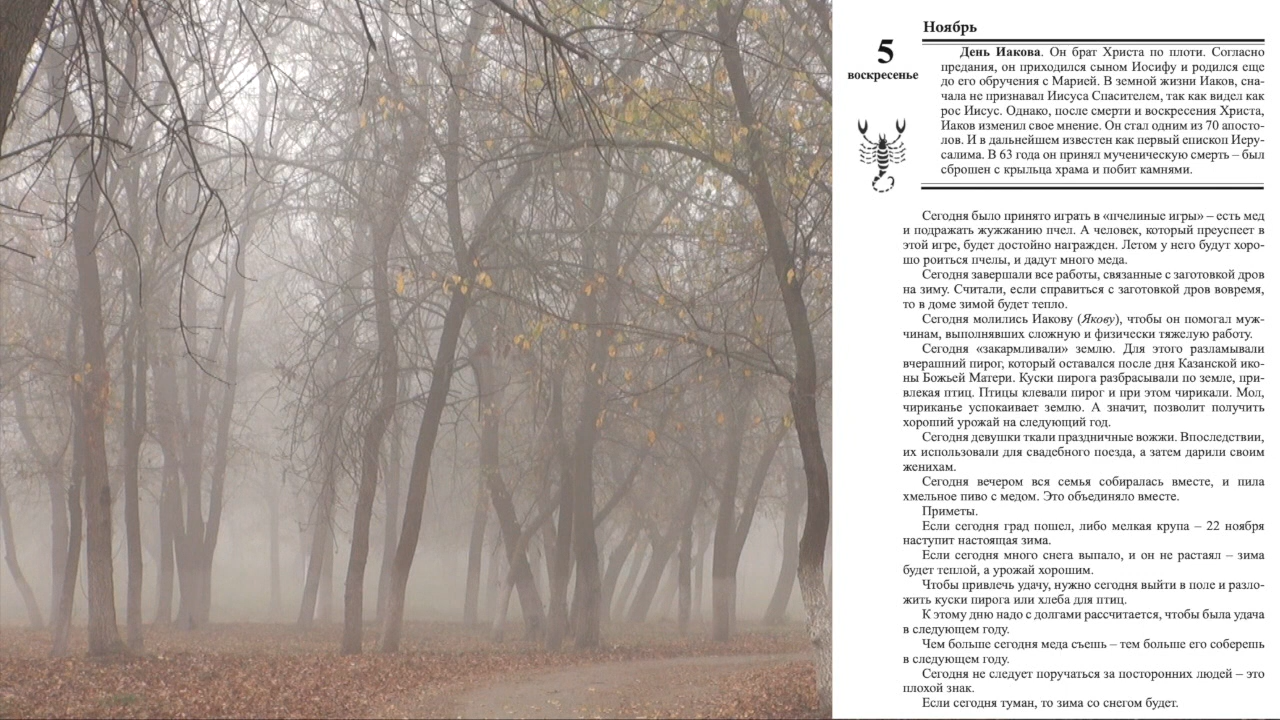 Ноябрь
5
воскресенье
День Иакова. Он брат Христа по плоти. Согласно
предания, он приходился сыном Иосифу и родился еще
до его обручения с Марией. В земной жизни Иаков, сна-
чала не признавал Иисуса Спасителем, так как видел как
рос Иисус. Однако, после смерти и воскресения Христа,
Иаков изменил свое мнение. Он стал одним из 70 апосто-
лов. И в дальнейшем известен как первый епископ Иеру-
салима. В 63 года он принял мученическую смерть – был
сброшен с крыльца храма и побит камнями.
Сегодня было принято играть в «пчелиные игры» – есть мед
и подражать жужжанию пчел. А человек, который преуспеет в
этой игре, будет достойно награжден. Летом у него будут хоро-
шо роиться пчелы, и дадут много меда.
Сегодня завершали все работы, связанные с заготовкой дров
на зиму. Считали, если справиться с заготовкой дров вовремя,
то в доме зимой будет тепло.
Сегодня молились Иакову (Якову), чтобы он помогал муж-
чинам, выполнявших сложную и физически тяжелую работу.
Сегодня «закармливали» землю. Для этого разламывали
вчерашний пирог, который оставался после дня Казанской ико-
ны Божьей Матери. Куски пирога разбрасывали по земле, при-
влекая птиц. Птицы клевали пирог и при этом чирикали. Мол,
чириканье успокаивает землю. А значит, позволит получить
хороший урожай на следующий год.
Сегодня девушки ткали праздничные вожжи. Впоследствии,
их использовали для свадебного поезда, а затем дарили своим
женихам.
Сегодня вечером вся семья собиралась вместе, и пила
хмельное пиво с медом. Это объединяло вместе.
Приметы.
Если сегодня град пошел, либо мелкая крупа – 22 ноября
наступит настоящая зима.
Если сегодня много снега выпало, и он не растаял – зима
будет теплой, а урожай хорошим.
Чтобы привлечь удачу, нужно сегодня выйти в поле и разло-
жить куски пирога или хлеба для птиц.
К этому дню надо с долгами рассчитается, чтобы была удача
в следующем году.
Чем больше сегодня меда съешь – тем больше его соберешь
в следующем году.
Сегодня не следует поручаться за посторонних людей – это
плохой знак.
Если сегодня туман, то зима со снегом будет.